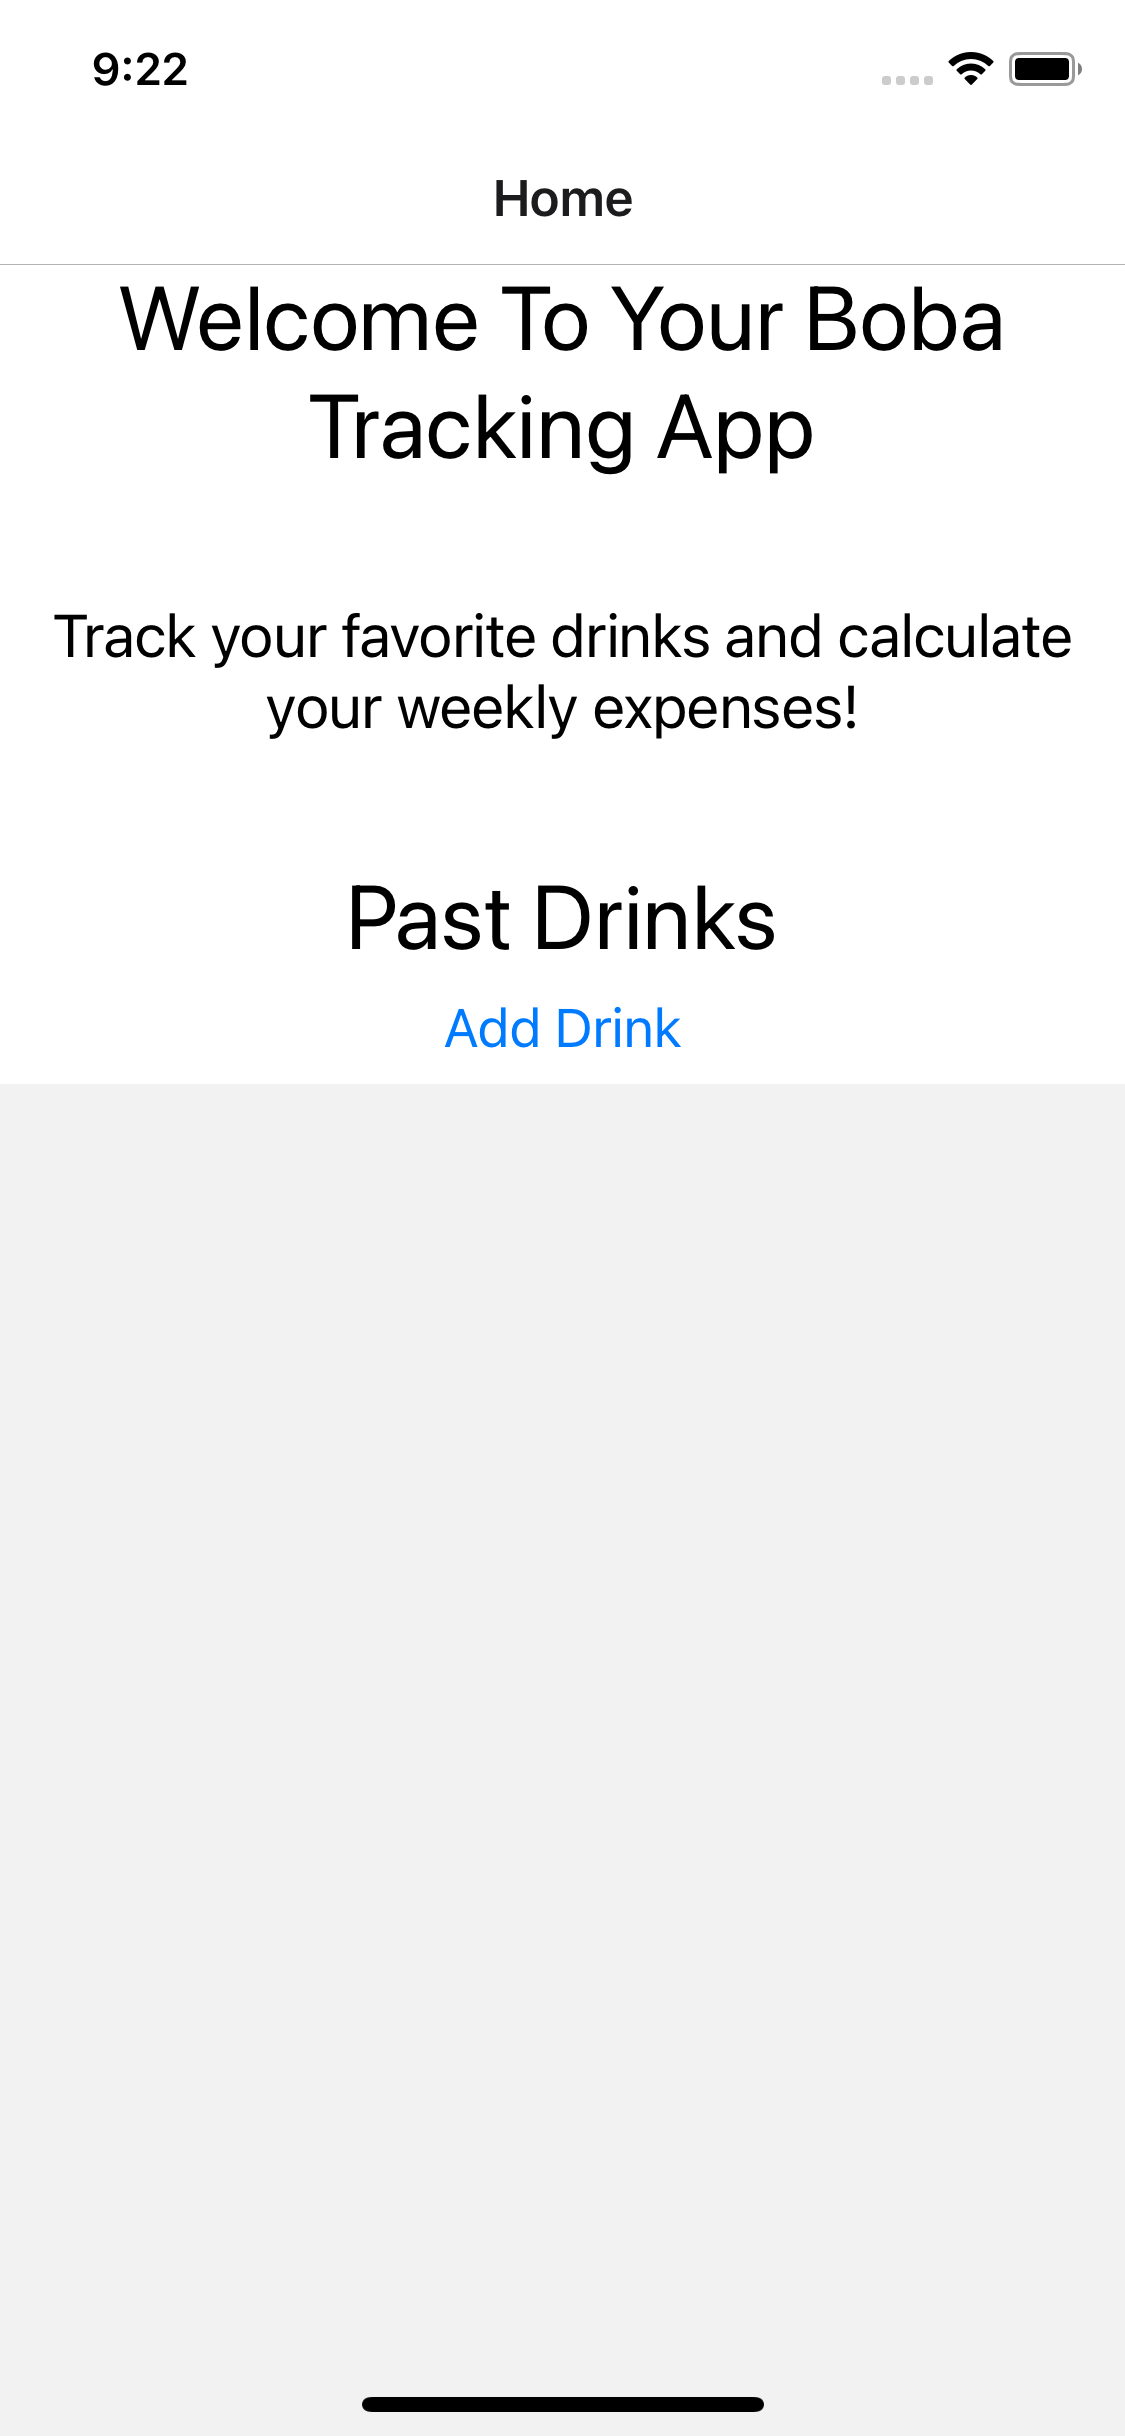 9:22
Home
Welcome To Your Boba
Tracking App
Track your favorite drinks and calculate
your weekly expenses!
Past Drinks
Add Drink